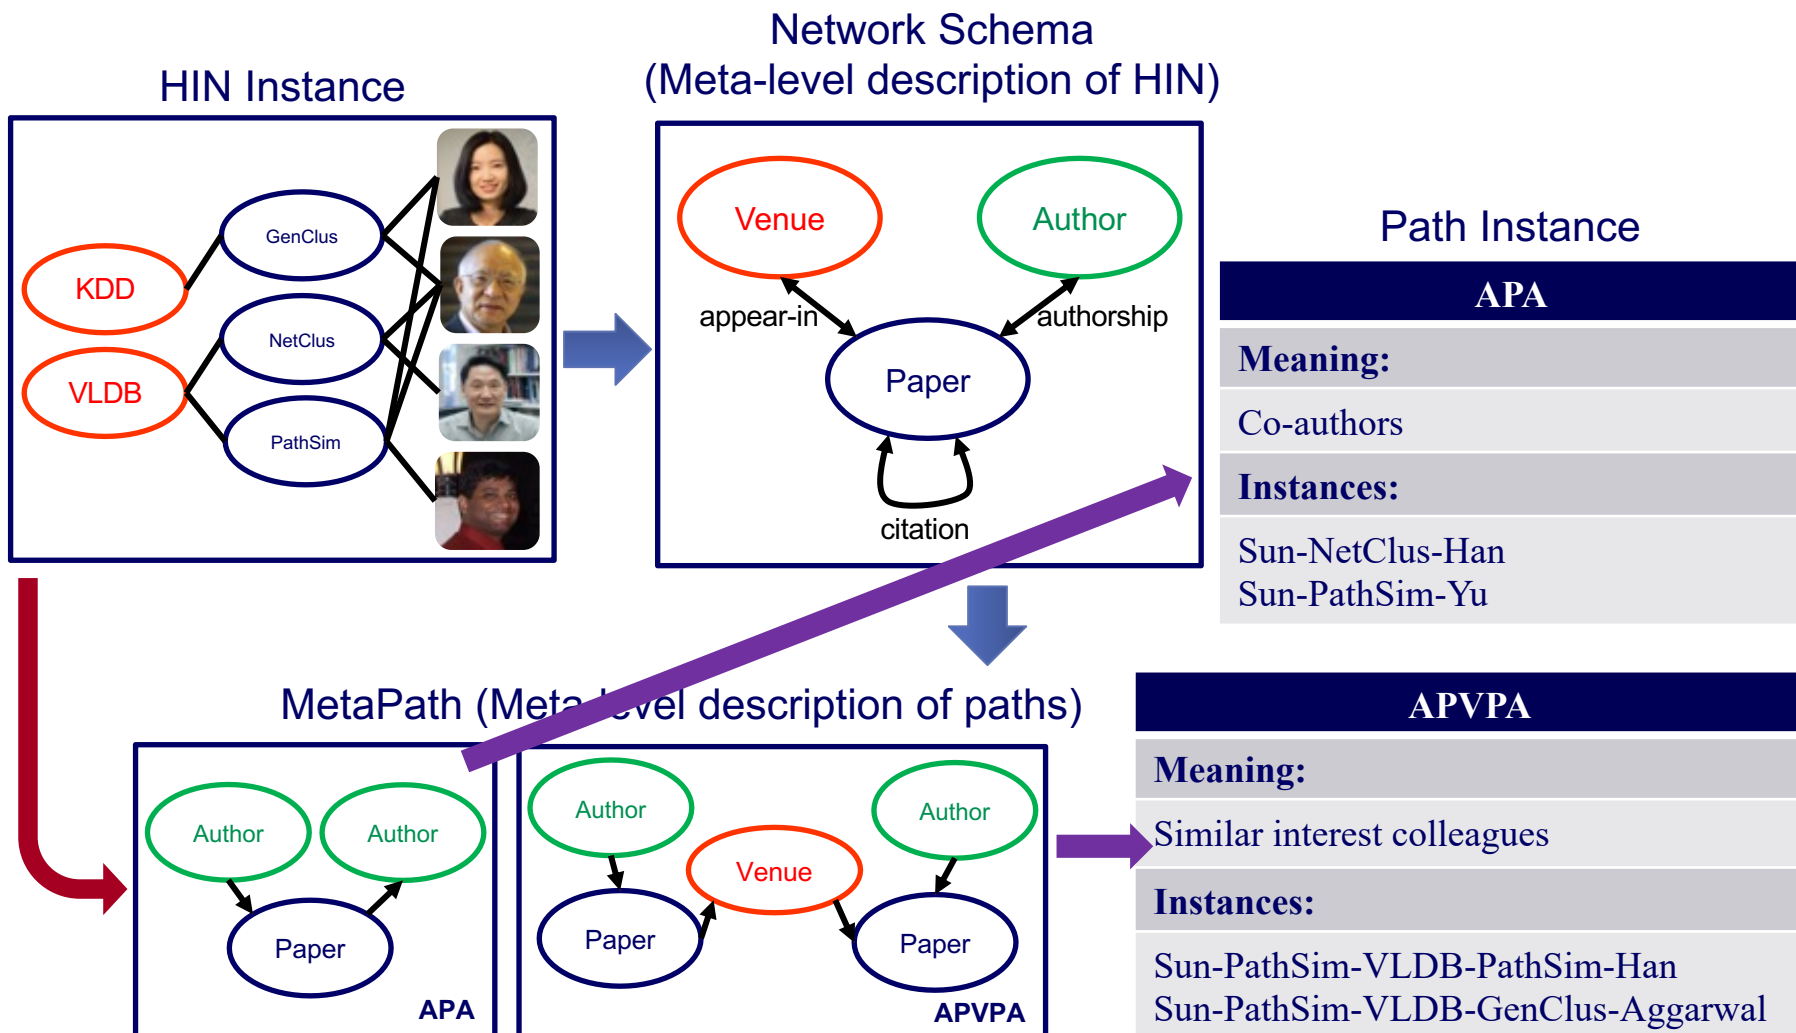 Network Schema
(Meta-level description of HIN)
HIN Instance
KDD
VLDB
GenClus
NetClus
PathSim
Venue
Author
appear-in
authorship
Paper
citation
Path Instance
APA
Meaning:
Co-authors
Instances:
Sun-NetClus-Han
Sun-PathSim-Yu
MetaPath (Meta-level description of paths)
Author
Author
Paper
APA
Author
Author
Venue
Paper
Paper
APVPA
APVPA
Meaning:
Similar interest colleagues
Instances:
Sun-PathSim-VLDB-PathSim-Han
Sun-PathSim-VLDB-GenClus-Aggarwal